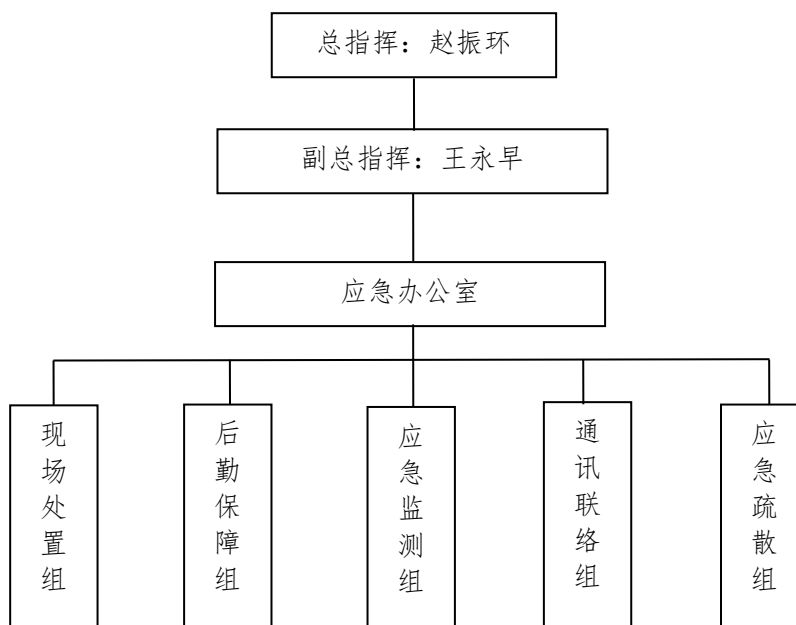 总指挥：赵振环
副总指挥：王永早
应急办公室
现场处置组
后勤保障组
应急监测组
通讯联络组
应急疏散组